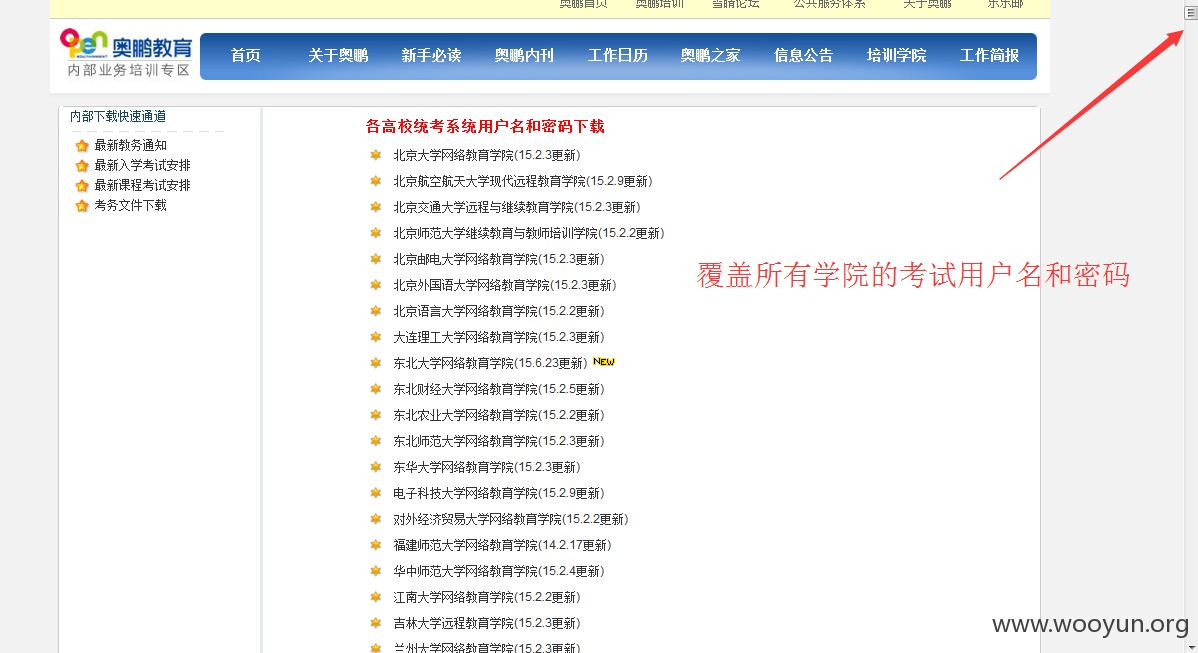 奥鹏首页 奥鹏培训 雪晴论坛 公共服务体系 关于奥鹏 乐乐邮
open 奥鹏教育
内部业务培训专区
首页 关于奥鹏 新手必读 奥鹏内刊 工作日历 奥鹏之家 信息公告 培训学院 工作简报
内部下载快速通道
最新教务通知
最新入学考试安排
最新课程考试安排
考务文件下载
各高校统考系统用户名和密码下载
北京大学网络教育学院(15.2.3更新)
北京航空航天大学现代远程教育学院(15.2.9更新)
北京交通大学远程与继续教育学院(15.2.3更新)
北京师范大学继续教育与教师培训学院(15.2.2更新)
北京邮电大学网络教育学院(15.2.3更新)
北京外国语大学网络教育学院(15.2.3更新)
北京语言大学网络教育学院(15.2.2更新)
大连理工大学网络教育学院(15.2.3更新)
东北大学网络教育学院(15.6.23更新) NEW
东北财经大学网络教育学院(15.2.5更新)
东北农业大学网络教育学院(15.2.2更新)
东北师范大学网络教育学院(15.2.3更新)
东华大学网络教育学院(15.2.3更新)
电子科技大学网络教育学院(15.2.9更新)
对外经济贸易大学网络教育学院(15.2.2更新)
福建师范大学网络教育学院(14.2.17更新)
华中师范大学网络教育学院(15.2.4更新)
江南大学网络教育学院(15.2.2更新)
吉林大学远程教育学院(15.2.3更新)
兰州大学网络教育学院(15.2.3更新)
覆盖所有学院的考试用户名和密码
www.wooyun.org